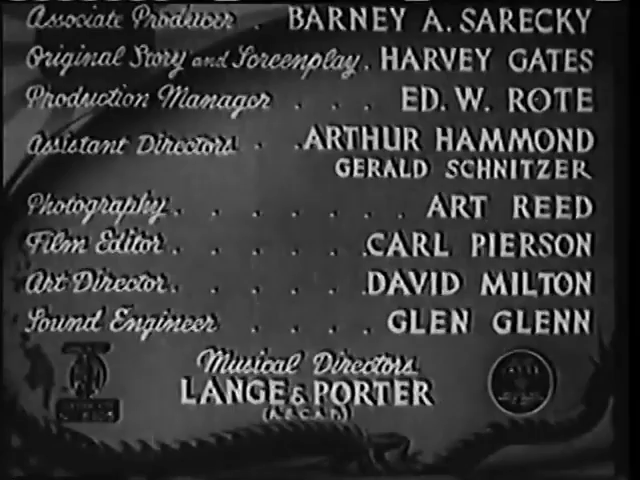 Associate Producer . BARNEY A. SARECKY
Original Story and Screenplay. HARVEY GATES
Production Manager . . . ED. W. ROTE
Assistant Directors . . ARTHUR HAMMOND
GERALD SCHNITZER
Photography. . . . . . . ART REED
Film Editor . . . . . . CARL PIERSON
Art Director. . . . . . DAVID MILTON
Sound Engineer . . . . GLEN GLENN
Musical Directors
LANGE & PORTER
(A.S.C.A.P.)